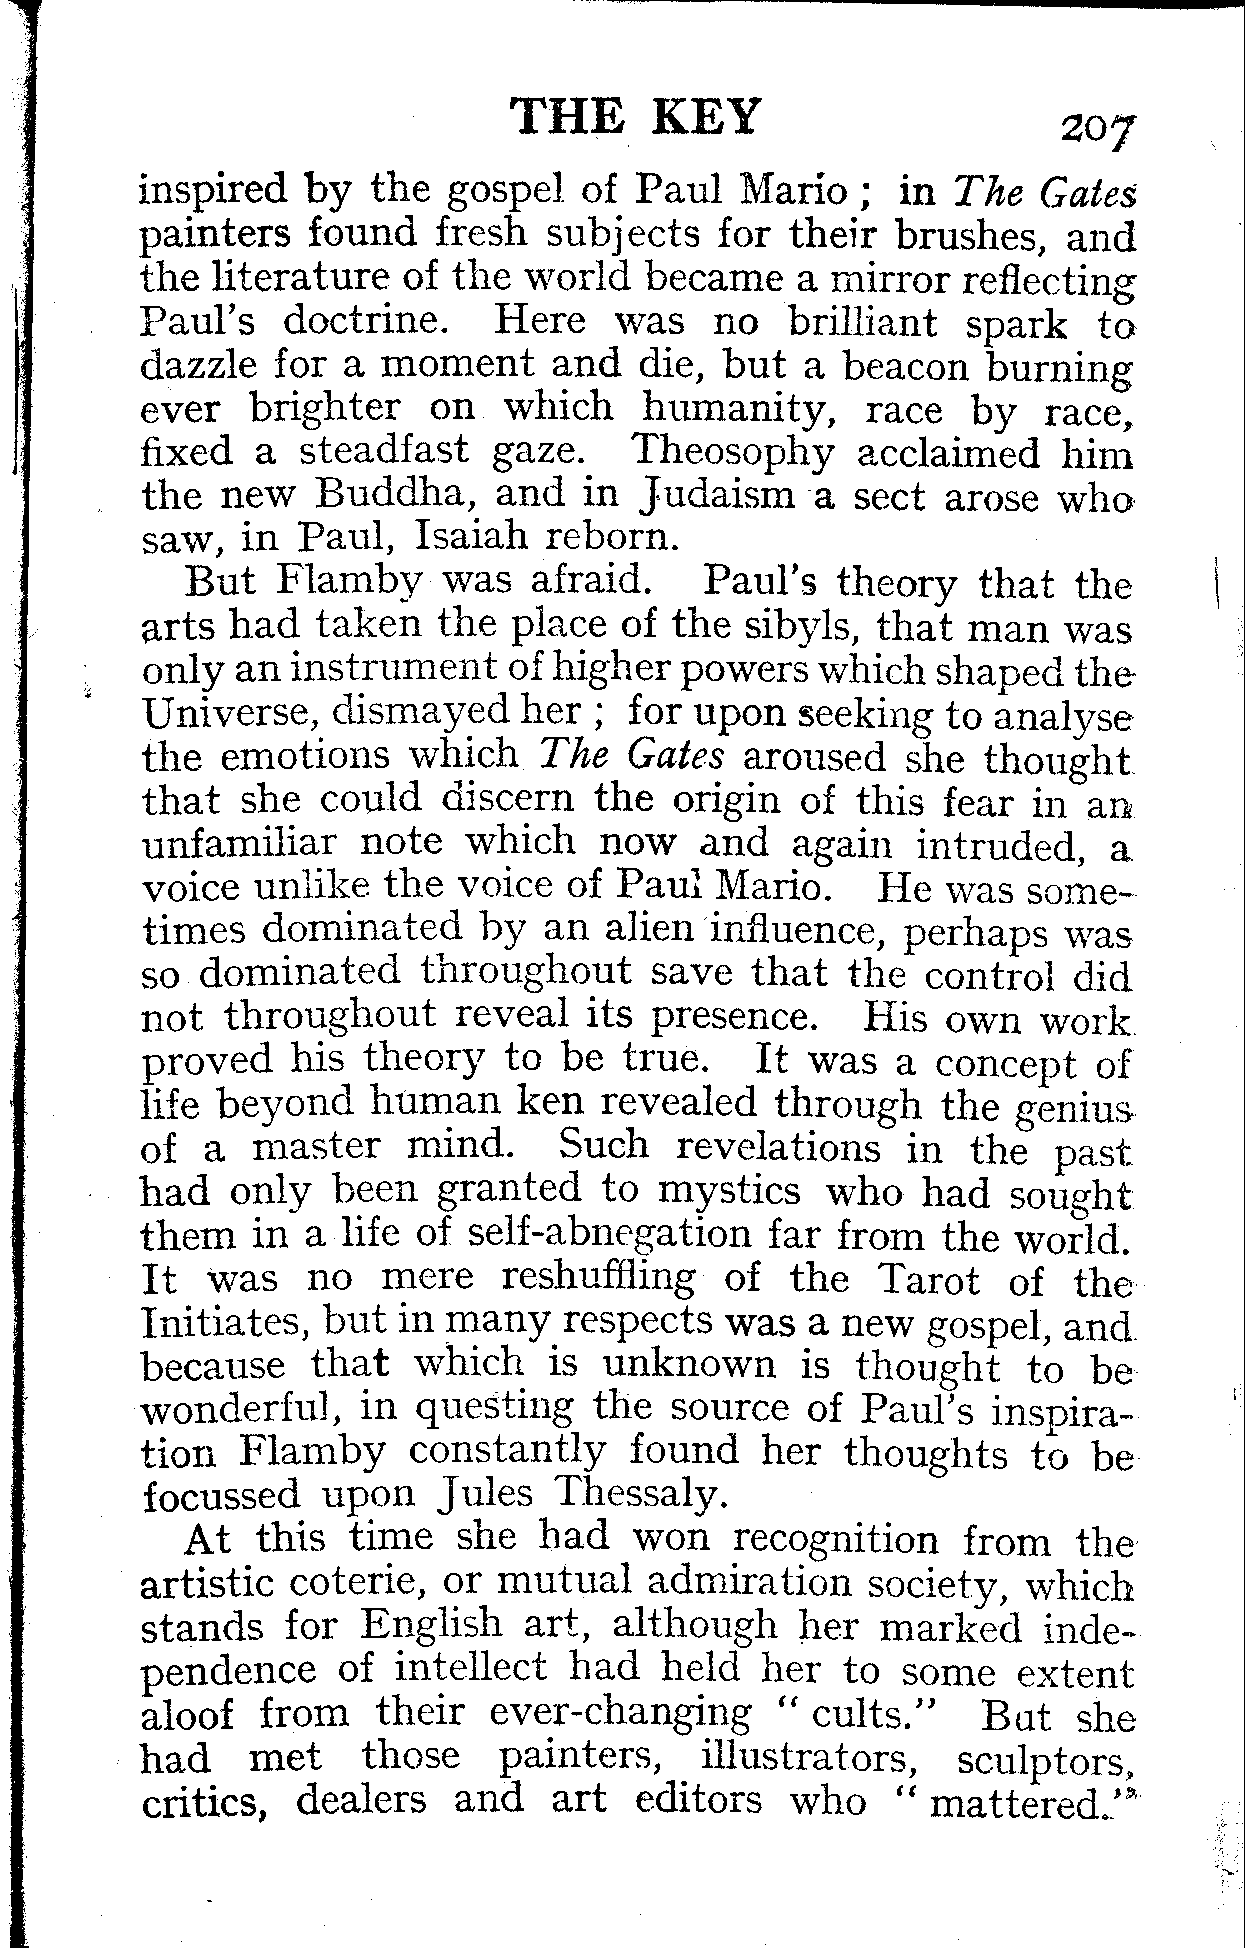 THE KEY 207
inspired by the gospel of Paul Mario ; in The Gates
painters found fresh subjects for their brushes, and
the literature of the world became a mirror reflecting
Paul's doctrine. Here was no brilliant spark to
dazzle for a moment and die, but a beacon burning
ever brighter on which humanity, race by race,
fixed a steadfast gaze. Theosophy acclaimed him
the new Buddha, and in Judaism a sect arose who
saw, in Paul, Isaiah reborn.
But Flamby was afraid. Paul's theory that the
arts had taken the place of the sibyls, that man was
only an instrument of higher powers which shaped the
Universe, dismayed her ; for upon seeking to analyse
the emotions which The Gates aroused she thought
that she could discern the origin of this fear in an
unfamiliar note which now and again intruded, a
voice unlike the voice of Paul Mario. He was some-
times dominated by an alien influence, perhaps was
so dominated throughout save that the control did
not throughout reveal its presence. His own work
proved his theory to be true. It was a concept of
life beyond human ken revealed through the genius
of a master mind. Such revelations in the past
had only been granted to mystics who had sought
them in a life of self-abnegation far from the world.
It was no mere reshuffling of the Tarot of the
Initiates, but in many respects was a new gospel, and
because that which is unknown is thought to be
wonderful, in questing the source of Paul's inspira-
tion Flamby constantly found her thoughts to be
focussed upon Jules Thessaly.
At this time she had won recognition from the
artistic coterie, or mutual admiration society, which
stands for English art, although her marked inde-
pendence of intellect had held her to some extent
aloof from their ever-changing " cults." But she
had met those painters, illustrators, sculptors,
critics, dealers and art editors who " mattered."